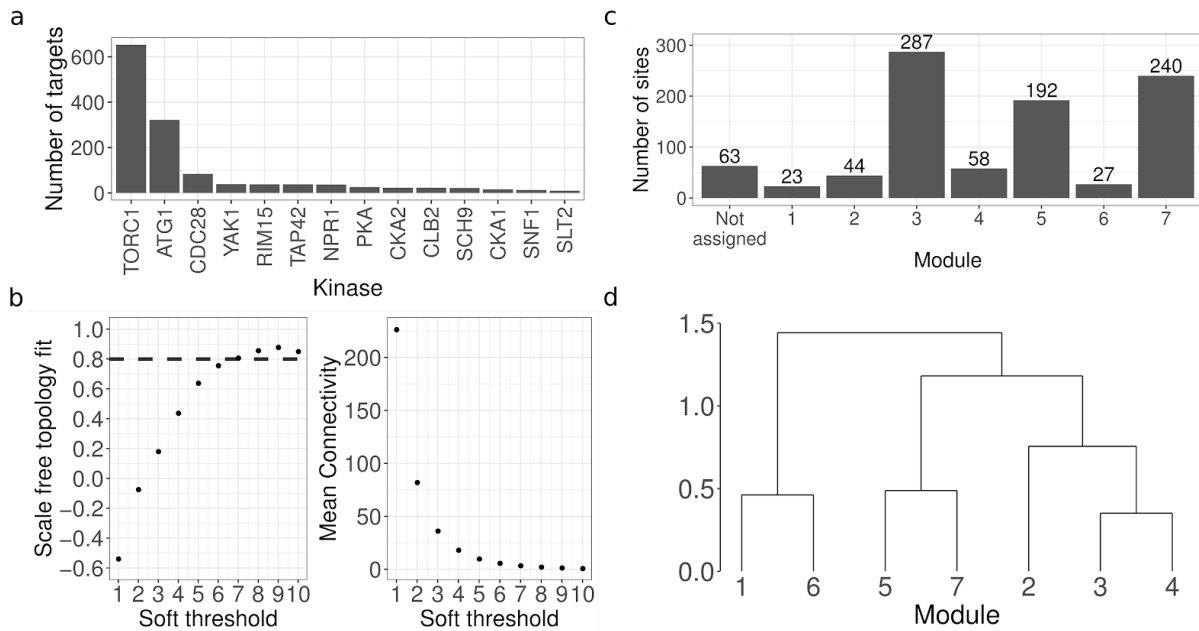 a
Number of targets
600
400
200
0
TORC1
ATG1
CDC28
YAK1
RIM15
TAP42
NPR1
PKA
CKA2
CLB2
SCH9
CKA1
SNF1
SLT2
Kinase
b
Scale free topology fit
1.0
0.8
0.6
0.4
0.2
0.0
−0.2
−0.4
−0.6
1 2 3 4 5 6 7 8 9 10
Soft threshold
Mean Connectivity
200
150
100
50
0
1 2 3 4 5 6 7 8 9 10
Soft threshold
c
Number of sites
300
200
100
0
63
23
44
287
58
192
27
240
Not
assigned
1 2 3 4 5 6 7
Module
d
1.5
1.0
0.5
0.0
1 6 5 7 2 3 4
Module